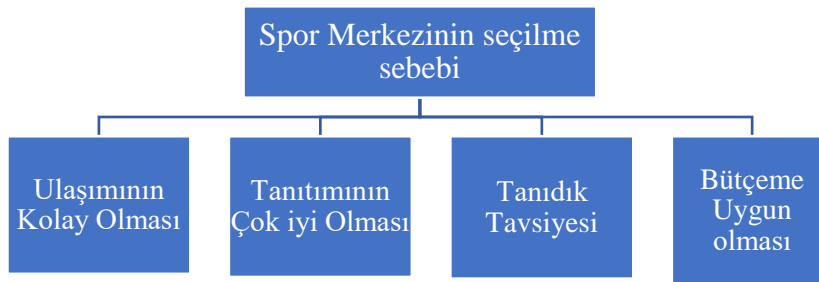 Spor Merkezinin seçilme
sebebi
Ulaşımının
Kolay Olması
Tanıtımının
Çok iyi Olması
Tanıdık
Tavsiyesi
Bütçeme
Uygun
olması